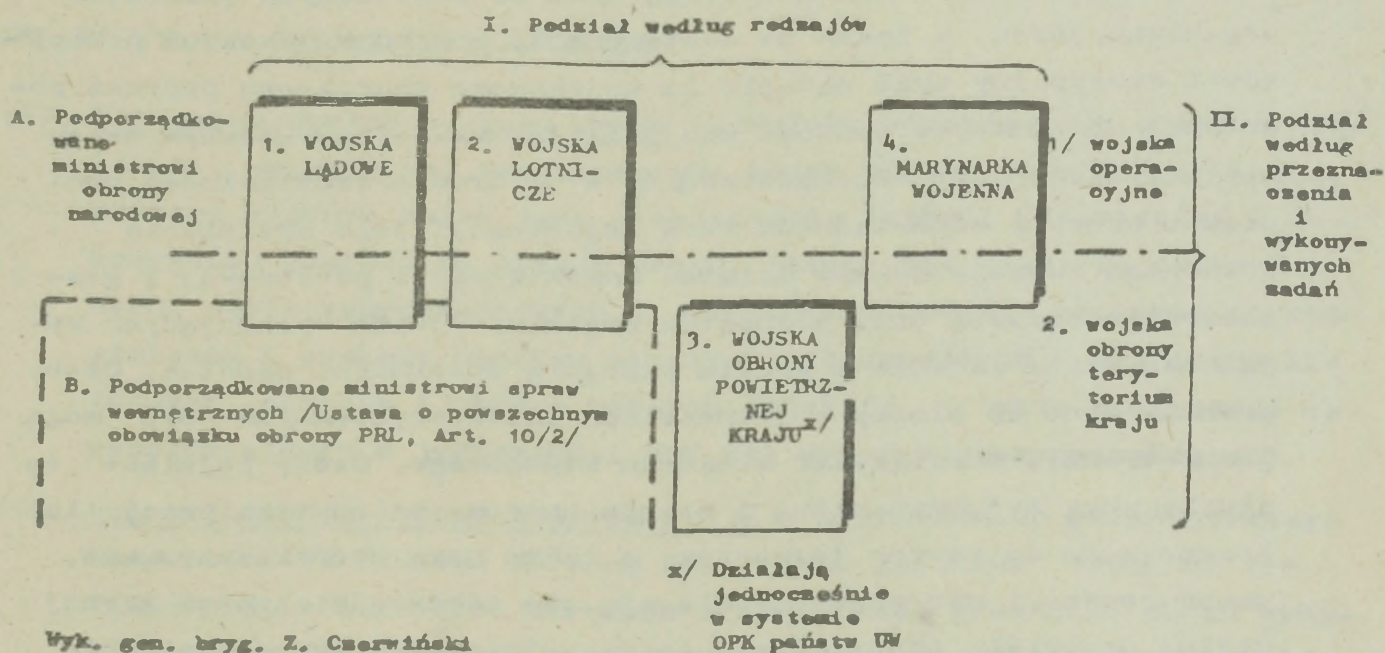 I. Podział według rodzajów
A. Podporządko-
wane
ministrowi
obrony
narodowej
1. WOJSKA
LĄDOWE
2. WOJSKA
LOTNI-
CZE
4.
MARYNARKA
WOJENNA
1/ wojska
opera-
cyjne
II. Podział
według
przezna-
czenia
i
wykony-
wanych
zadań
B. Podporządkowane ministrowi spraw
wewnętrznych /Ustawa o powszechnym
obowiązku obrony PRL, Art. 10/2/
3. WOJSKA
OBRONY
POWIETRZ-
NEJ
KRAJU x/
2. wojska
obrony
tery-
torium
kraju
x/ Działają
jednocześnie
w systemie
OPK państw UW
Wyk. gen. bryg. Z. Czerwiński